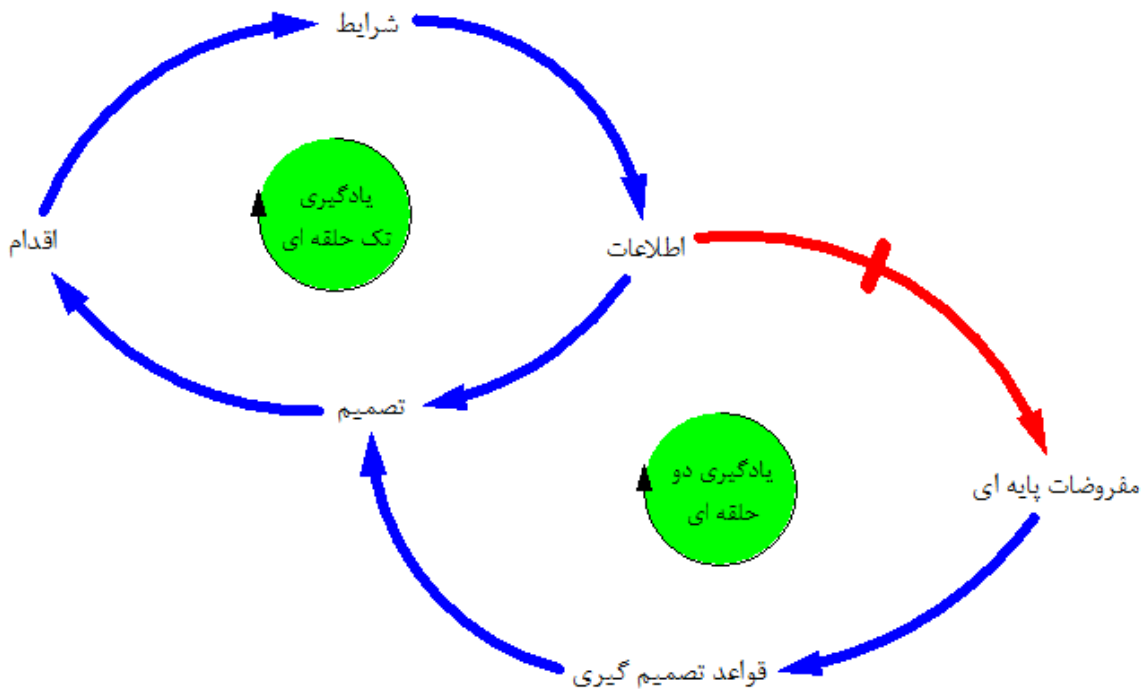 شرایط
یادگیری
تک حلقه ای
اقدام
اطلاعات
تصمیم
یادگیری دو
حلقه ای
مفروضات پایه ای
قواعد تصمیم گیری